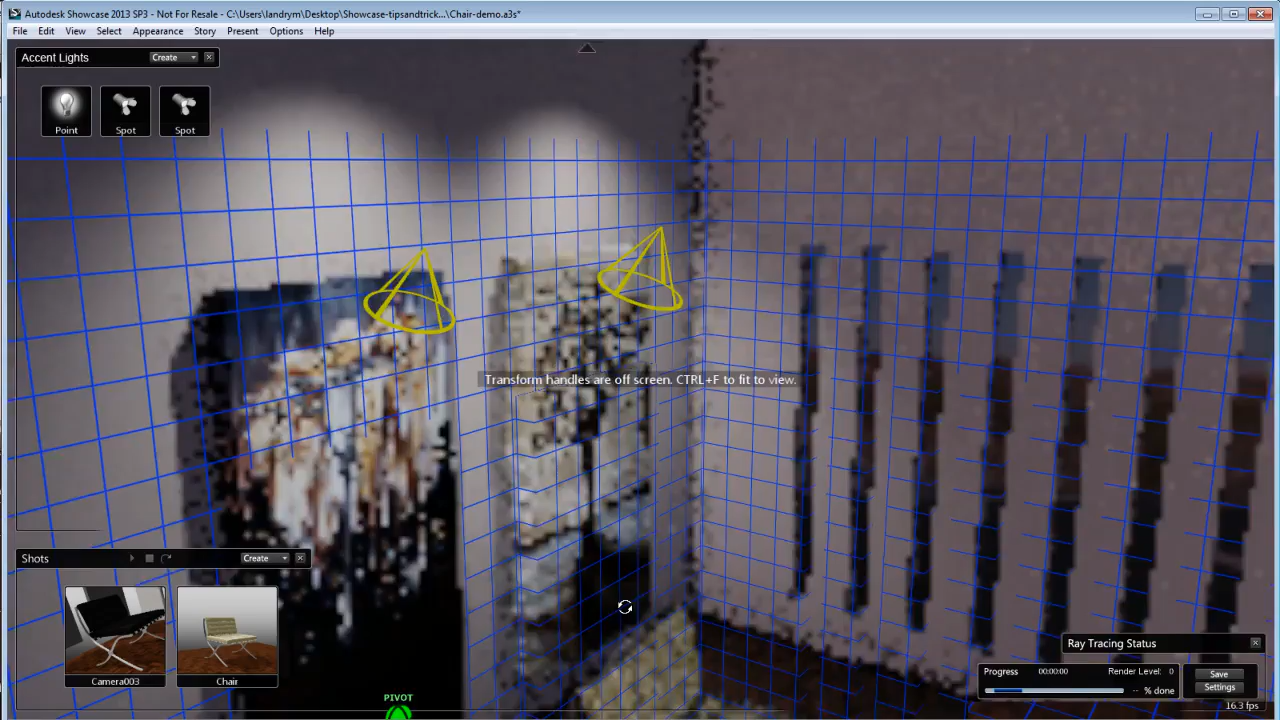 Autodesk Showcase 2013 SP3 - Not For Resale - C:\Users\landrym\Desktop\Showcase-tipsandtrick...\Chair-demo.a3s*
File Edit View Select Appearance Story Present Options Help
Accent Lights Create
Point Spot Spot
Transform handles are off screen. CTRL+F to fit to view.
Shots Create
Camera003 Chair
PIVOT
Ray Tracing Status
Progress 00:00:00 Render Level: 0 Save
-- % done Settings
16.3 fps